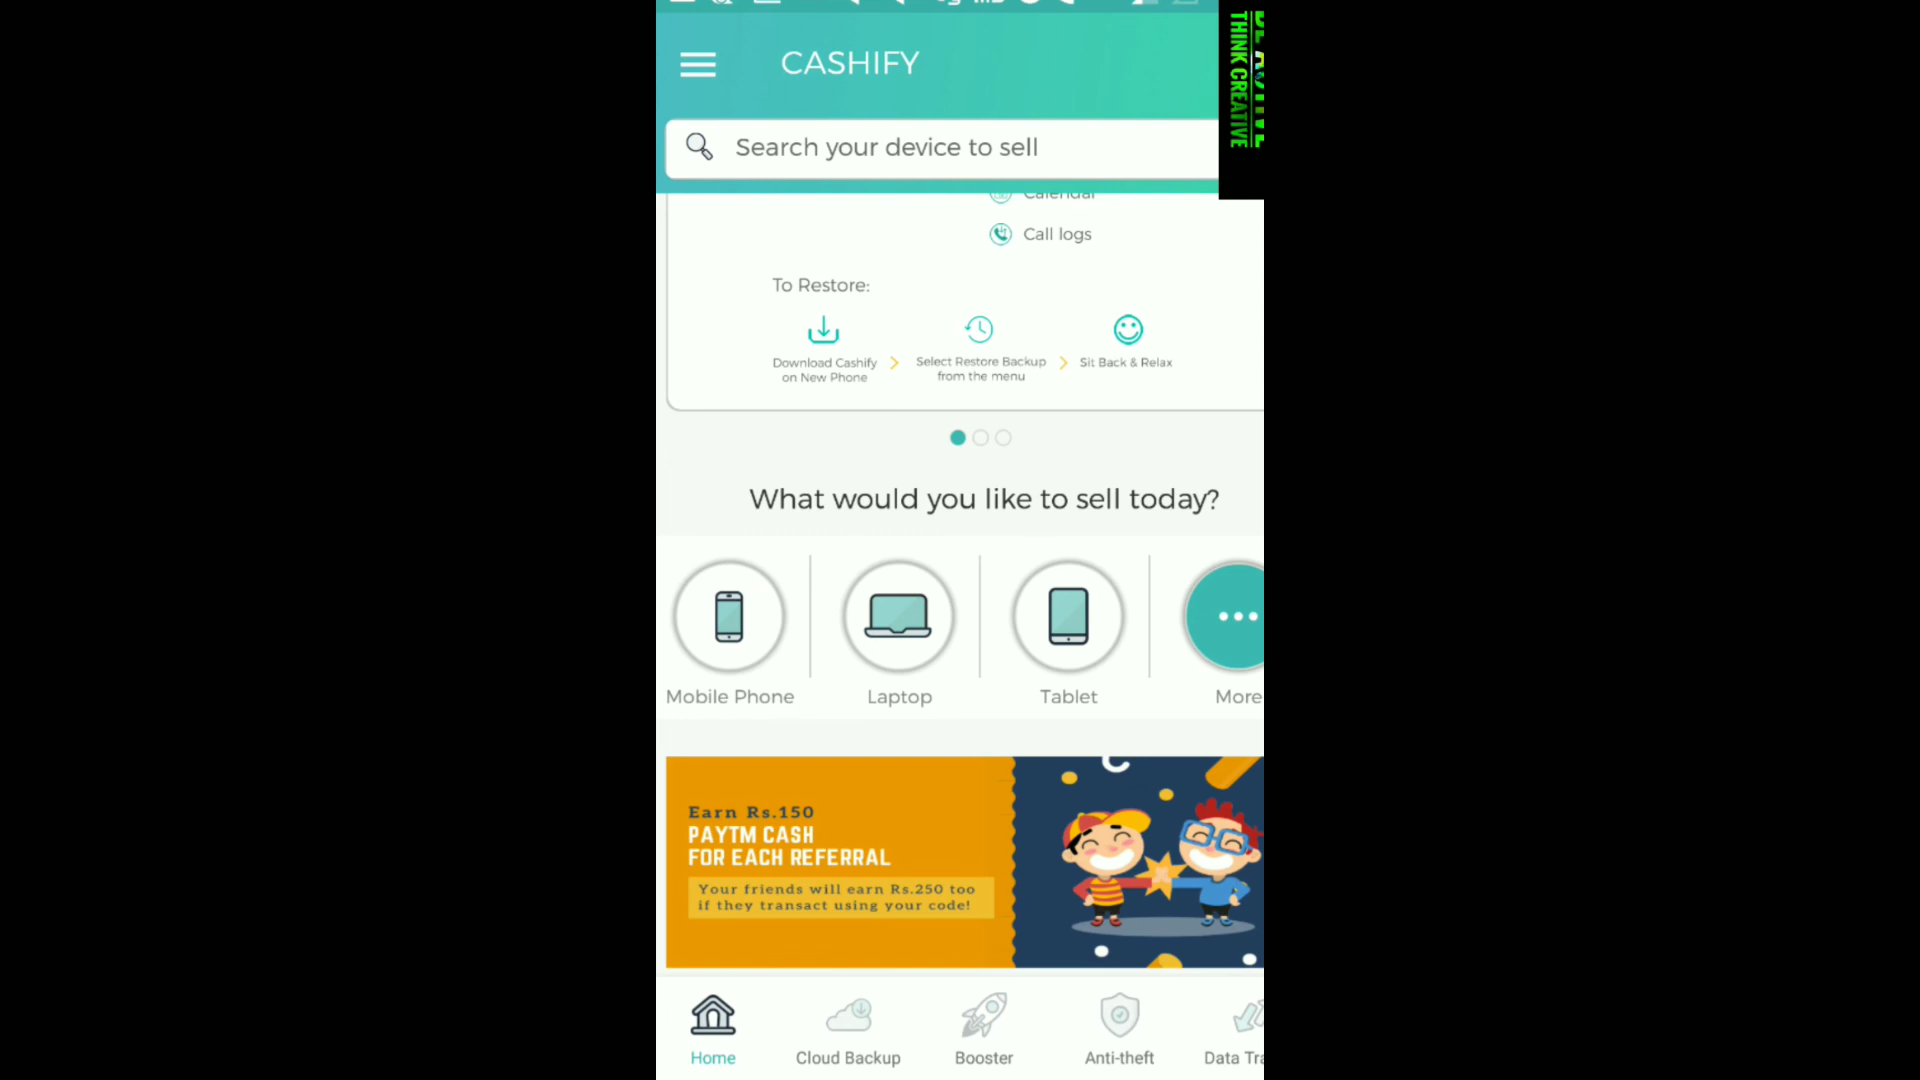 CASHIFY
THINK CREATIVE
Search your device to sell
Calendar
Call logs
To Restore:
Download Cashify
on New Phone
Select Restore Backup
from the menu
Sit Back & Relax
What would you like to sell today?
Mobile Phone
Laptop
Tablet
More
Earn Rs.150
PAYTM CASH
FOR EACH REFERRAL
Your friends will earn Rs.250 too
if they transact using your code!
Home
Cloud Backup
Booster
Anti-theft
Data